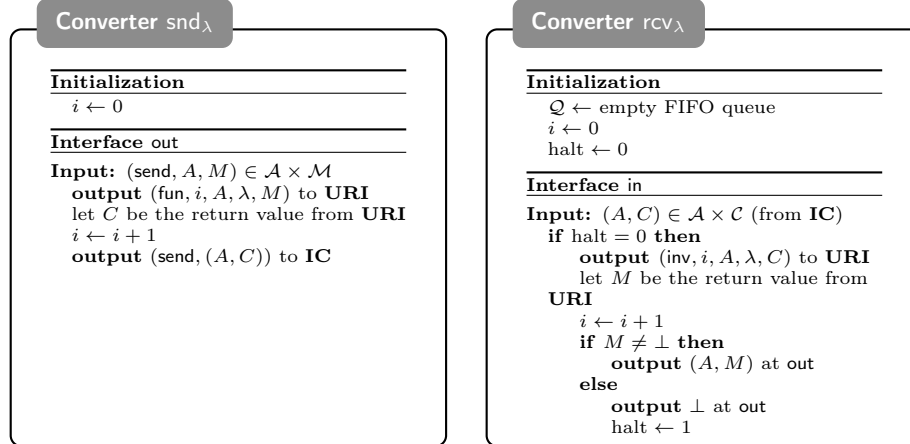 Converter snd_λ
Initialization
i ← 0
Interface out
Input: (send, A, M) ∈ 𝒜 × ℳ
output (fun, i, A, λ, M) to URI
let C be the return value from URI
i ← i + 1
output (send, (A, C)) to IC
Converter rcv_λ
Initialization
𝒬 ← empty FIFO queue
i ← 0
halt ← 0
Interface in
Input: (A, C) ∈ 𝒜 × 𝒞 (from IC)
if halt = 0 then
output (inv, i, A, λ, C) to URI
let M be the return value from
URI
i ← i + 1
if M ≠ ⊥ then
output (A, M) at out
else
output ⊥ at out
halt ← 1